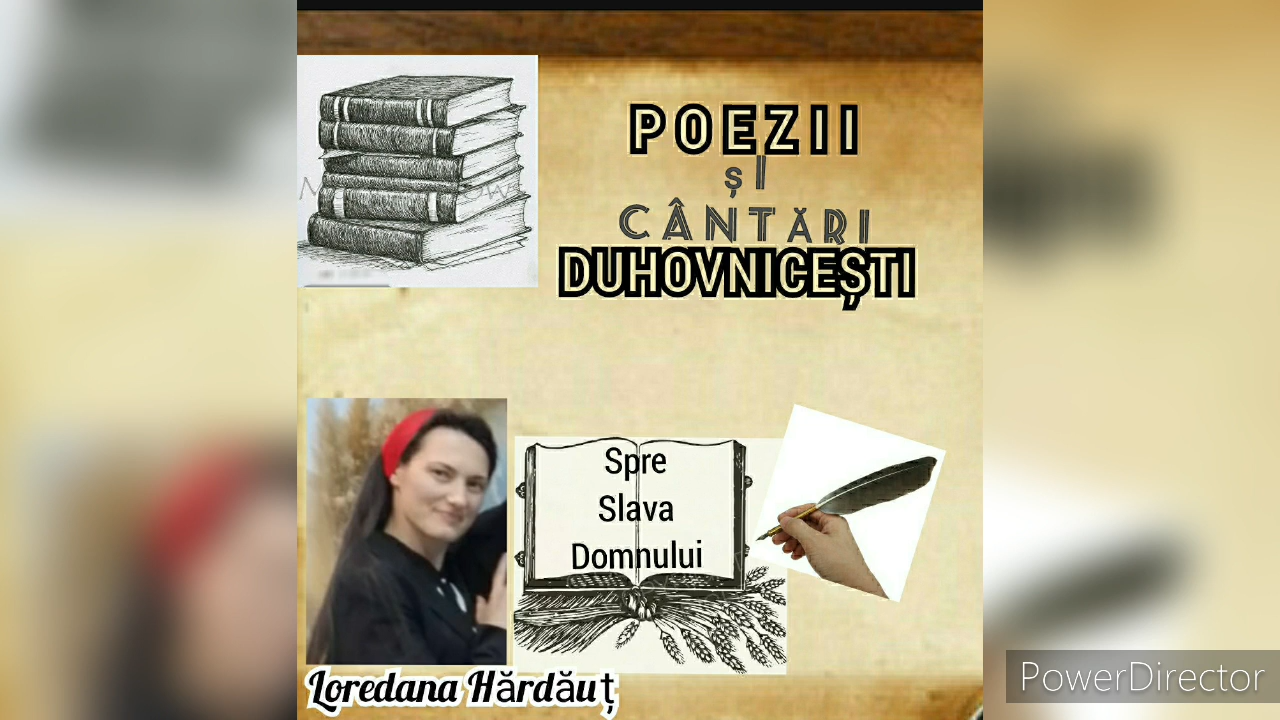 POEZII
șI
CÂNTĂRI
DUHOVNICEȘTI
Spre
Slava
Domnului
Loredana Hărdăuț
PowerDirector